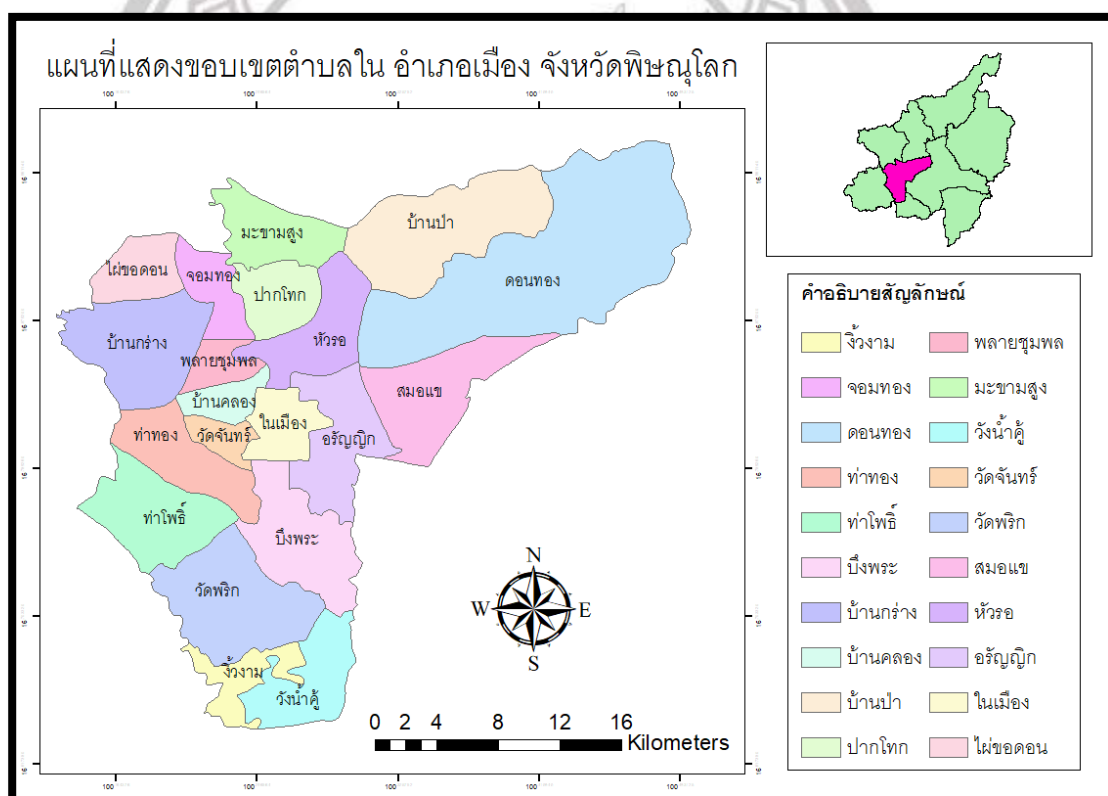 แผนที่แสดงขอบเขตตำบลใน อำเภอเมือง จังหวัดพิษณุโลก
100 100 100 100 100
บ้านป่า
มะขามสูง
ไผ่ขอดอน จอมทอง ปากโทก ดอนทอง
บ้านกร่าง หัวรอ
พลายชุมพล
สมอแข
บ้านคลอง
ในเมือง
ท่าทอง วัดจันทร์ อรัญญิก
ท่าโพธิ์
บึงพระ
วัดพริก
งิ้วงาม
วังน้ำคู้
N
W E
S
0 2 4 8 12 16
Kilometers
100 100 100 100 100
คำอธิบายสัญลักษณ์
งิ้วงาม พลายชุมพล
จอมทอง มะขามสูง
ดอนทอง วังน้ำคู้
ท่าทอง วัดจันทร์
ท่าโพธิ์ วัดพริก
บึงพระ สมอแข
บ้านกร่าง หัวรอ
บ้านคลอง อรัญญิก
บ้านป่า ในเมือง
ปากโทก ไผ่ขอดอน